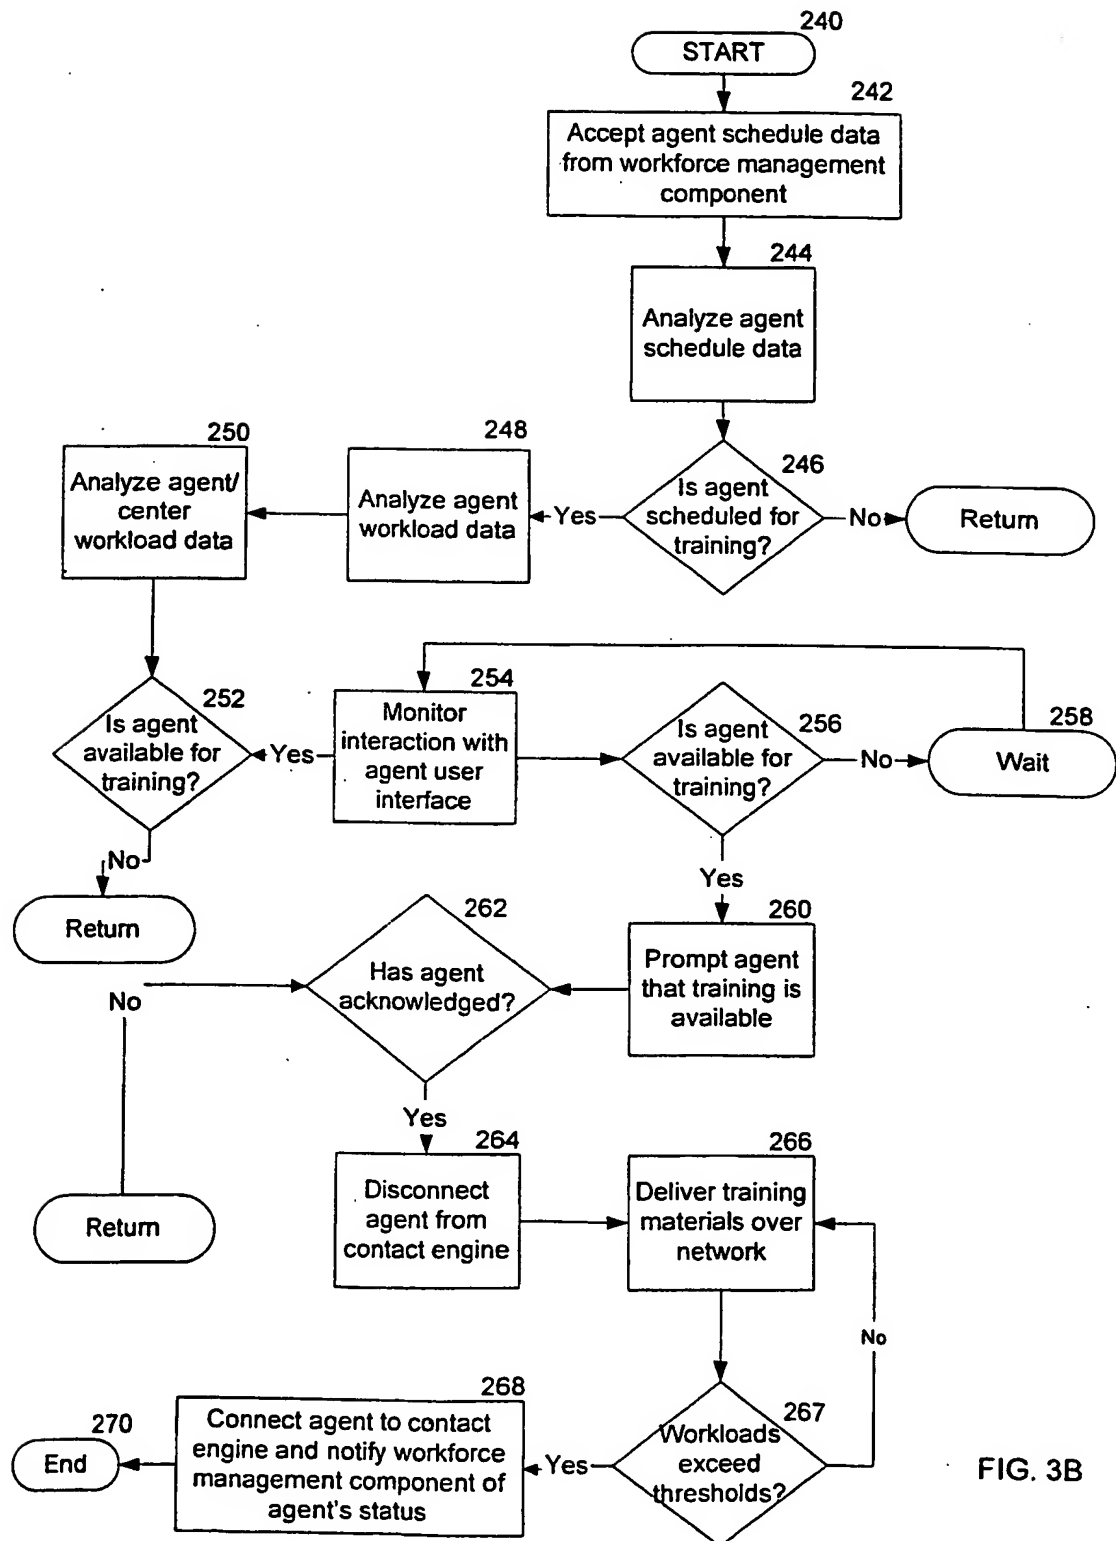 240
START
242
Accept agent schedule data
from workforce management
component
244
Analyze agent
schedule data
250
Analyze agent/
center
workload data
248
Analyze agent
workload data
Yes
246
Is agent
scheduled for
training?
No
Return
252
Is agent
available for
training?
Yes
254
Monitor
interaction with
agent user
interface
Is agent
available for
training?
256
No
258
Wait
No
Return
Yes
262
Has agent
acknowledged?
260
Prompt agent
that training is
available
No
Return
Yes
264
Disconnect
agent from
contact engine
266
Deliver training
materials over
network
No
270
End
268
Connect agent to contact
engine and notify workforce
management component of
agent's status
Yes
267
Workloads
exceed
thresholds?
FIG. 3B